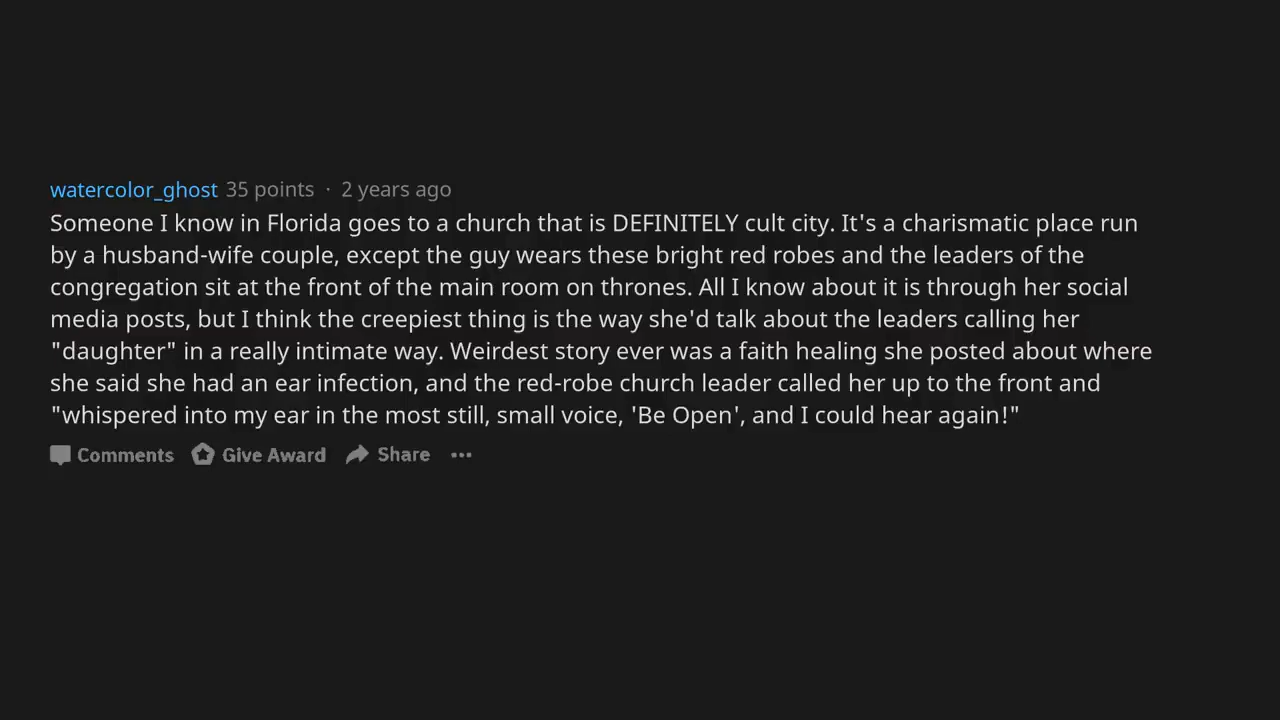 watercolor_ghost 35 points · 2 years ago
Someone I know in Florida goes to a church that is DEFINITELY cult city. It's a charismatic place run
by a husband-wife couple, except the guy wears these bright red robes and the leaders of the
congregation sit at the front of the main room on thrones. All I know about it is through her social
media posts, but I think the creepiest thing is the way she'd talk about the leaders calling her
"daughter" in a really intimate way. Weirdest story ever was a faith healing she posted about where
she said she had an ear infection, and the red-robe church leader called her up to the front and
"whispered into my ear in the most still, small voice, 'Be Open', and I could hear again!"
Comments Give Award Share ···